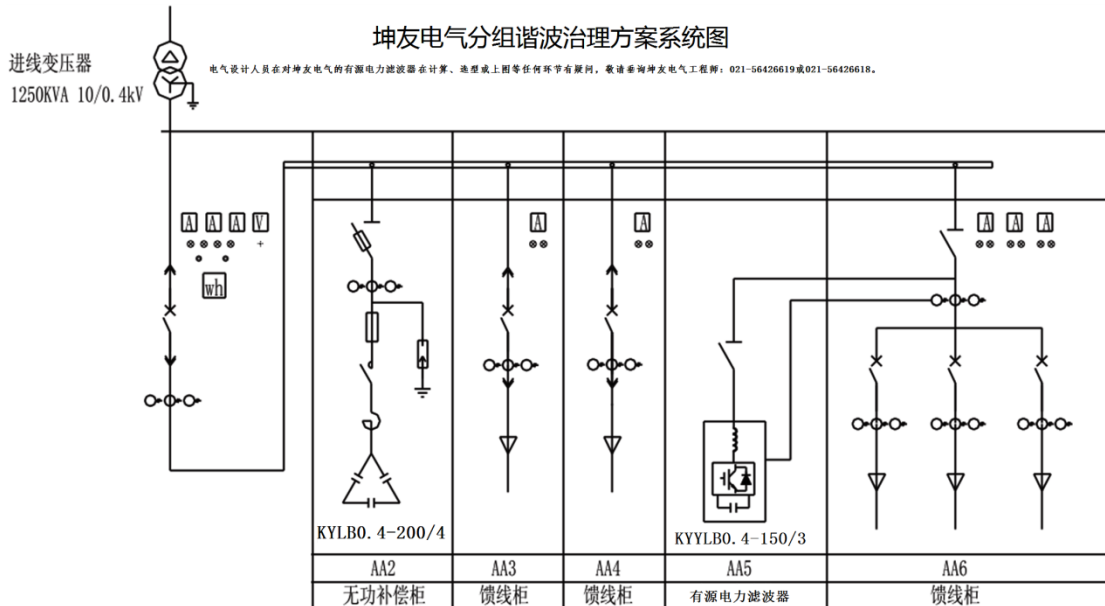 坤友电气分组谐波治理方案系统图
电气设计人员在对坤友电气的有源电力滤波器在计算、选型或上图等任何环节有疑问，敬请垂询坤友电气工程师：021-56426619或021-56426618。
进线变压器
1250KVA 10/0.4kV
A A A V
A
A
A A A
wh
KYLB0.4-200/4
KYYLB0.4-150/3
AA2 AA3 AA4 AA5 AA6
无功补偿柜 馈线柜 馈线柜 有源电力滤波器 馈线柜